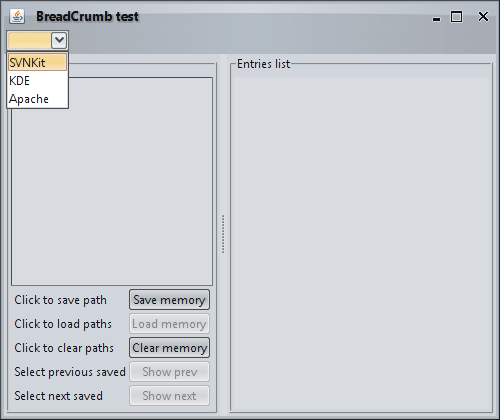 BreadCrumb test
SVNKit
KDE
Apache
Entries list
Click to save path Save memory
Click to load paths Load memory
Click to clear paths Clear memory
Select previous saved Show prev
Select next saved Show next